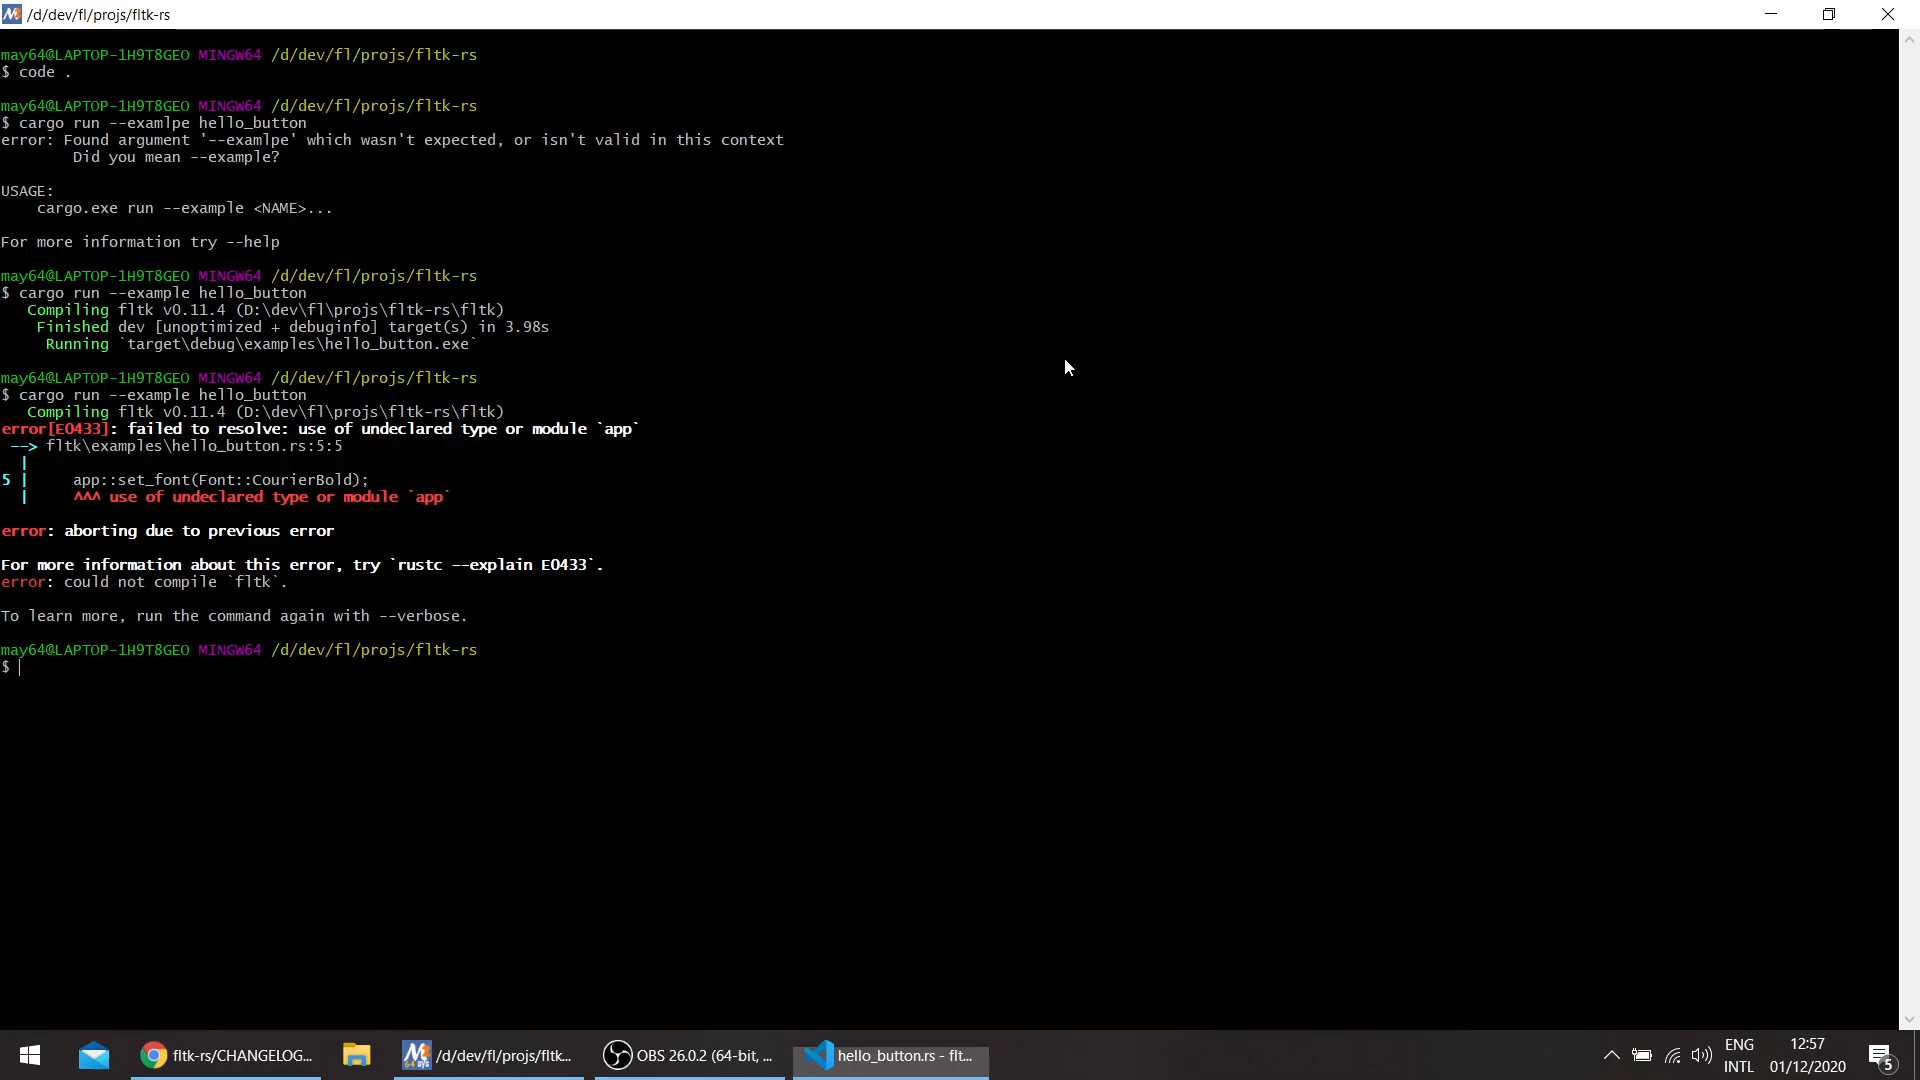 /d/dev/fl/projs/fltk-rs
may64@LAPTOP-1H9T8GEO MINGW64 /d/dev/fl/projs/fltk-rs
$ code .
may64@LAPTOP-1H9T8GEO MINGW64 /d/dev/fl/projs/fltk-rs
$ cargo run --examlpe hello_button
error: Found argument '--examlpe' which wasn't expected, or isn't valid in this context
        Did you mean --example?
USAGE:
    cargo.exe run --example <NAME>...
For more information try --help
may64@LAPTOP-1H9T8GEO MINGW64 /d/dev/fl/projs/fltk-rs
$ cargo run --example hello_button
   Compiling fltk v0.11.4 (D:\dev\fl\projs\fltk-rs\fltk)
    Finished dev [unoptimized + debuginfo] target(s) in 3.98s
     Running `target\debug\examples\hello_button.exe`
may64@LAPTOP-1H9T8GEO MINGW64 /d/dev/fl/projs/fltk-rs
$ cargo run --example hello_button
   Compiling fltk v0.11.4 (D:\dev\fl\projs\fltk-rs\fltk)
error[E0433]: failed to resolve: use of undeclared type or module `app`
 --> fltk\examples\hello_button.rs:5:5
  |
5 |     app::set_font(Font::CourierBold);
  |     ^^^ use of undeclared type or module `app`
error: aborting due to previous error
For more information about this error, try `rustc --explain E0433`.
error: could not compile `fltk`.
To learn more, run the command again with --verbose.
may64@LAPTOP-1H9T8GEO MINGW64 /d/dev/fl/projs/fltk-rs
$
fltk-rs/CHANGELOG... /d/dev/fl/projs/fltk... OBS 26.0.2 (64-bit, ... hello_button.rs - flt...
ENG 12:57
INTL 01/12/2020 5